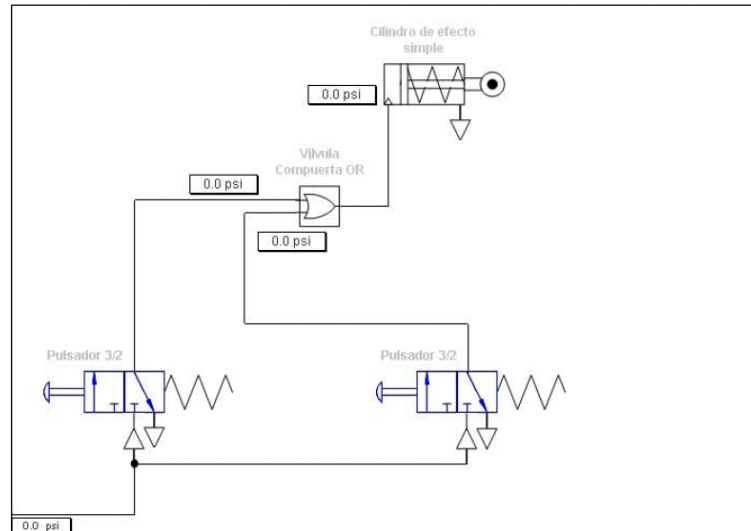 Cilindro de efecto
simple
0.0 psi
Vįlvula
Compuerta OR
0.0 psi
0.0 psi
Pulsador 3/2
Pulsador 3/2
0.0 psi